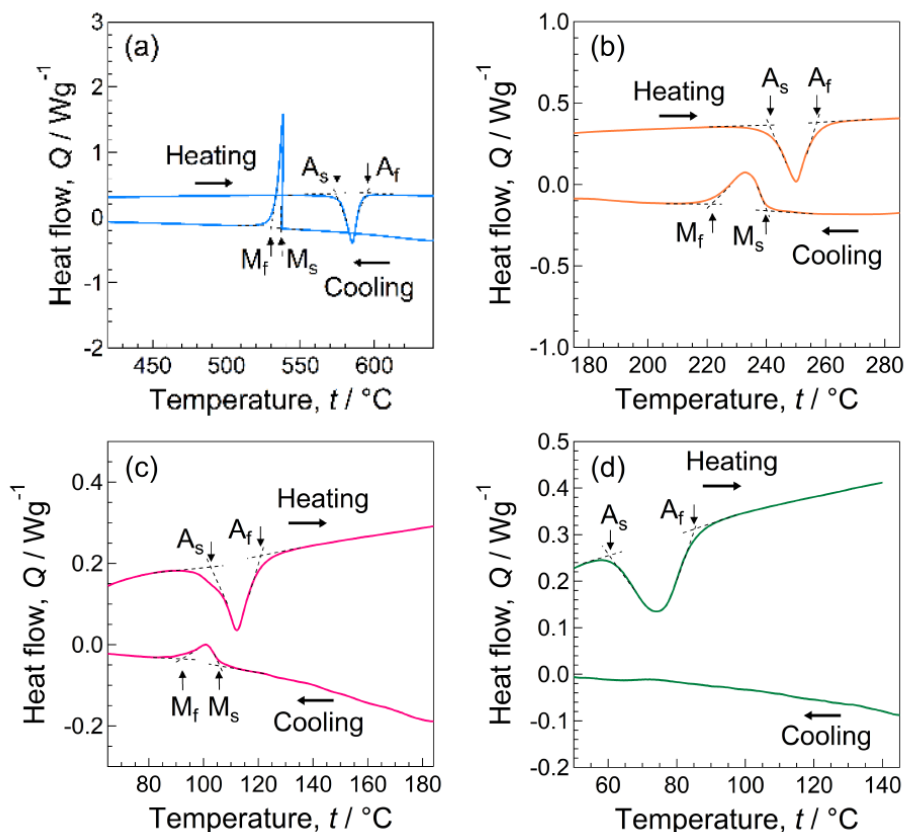 (a)
Heating
As
Af
Mf
Ms
Cooling
3
2
1
0
-1
-2
450
500
550
600
Heat flow, Q / Wg-1
Temperature, t / °C
(b)
Heating
As
Af
Mf
Ms
Cooling
1.0
0.5
0.0
-0.5
-1.0
180
200
220
240
260
280
Heat flow, Q / Wg-1
Temperature, t / °C
(c)
Heating
As
Af
Mf
Ms
Cooling
0.4
0.2
0.0
-0.2
80
100
120
140
160
180
Heat flow, Q / Wg-1
Temperature, t / °C
(d)
Heating
As
Af
Cooling
0.5
0.4
0.3
0.2
0.1
0.0
-0.1
-0.2
60
80
100
120
140
Heat flow, Q / Wg-1
Temperature, t / °C